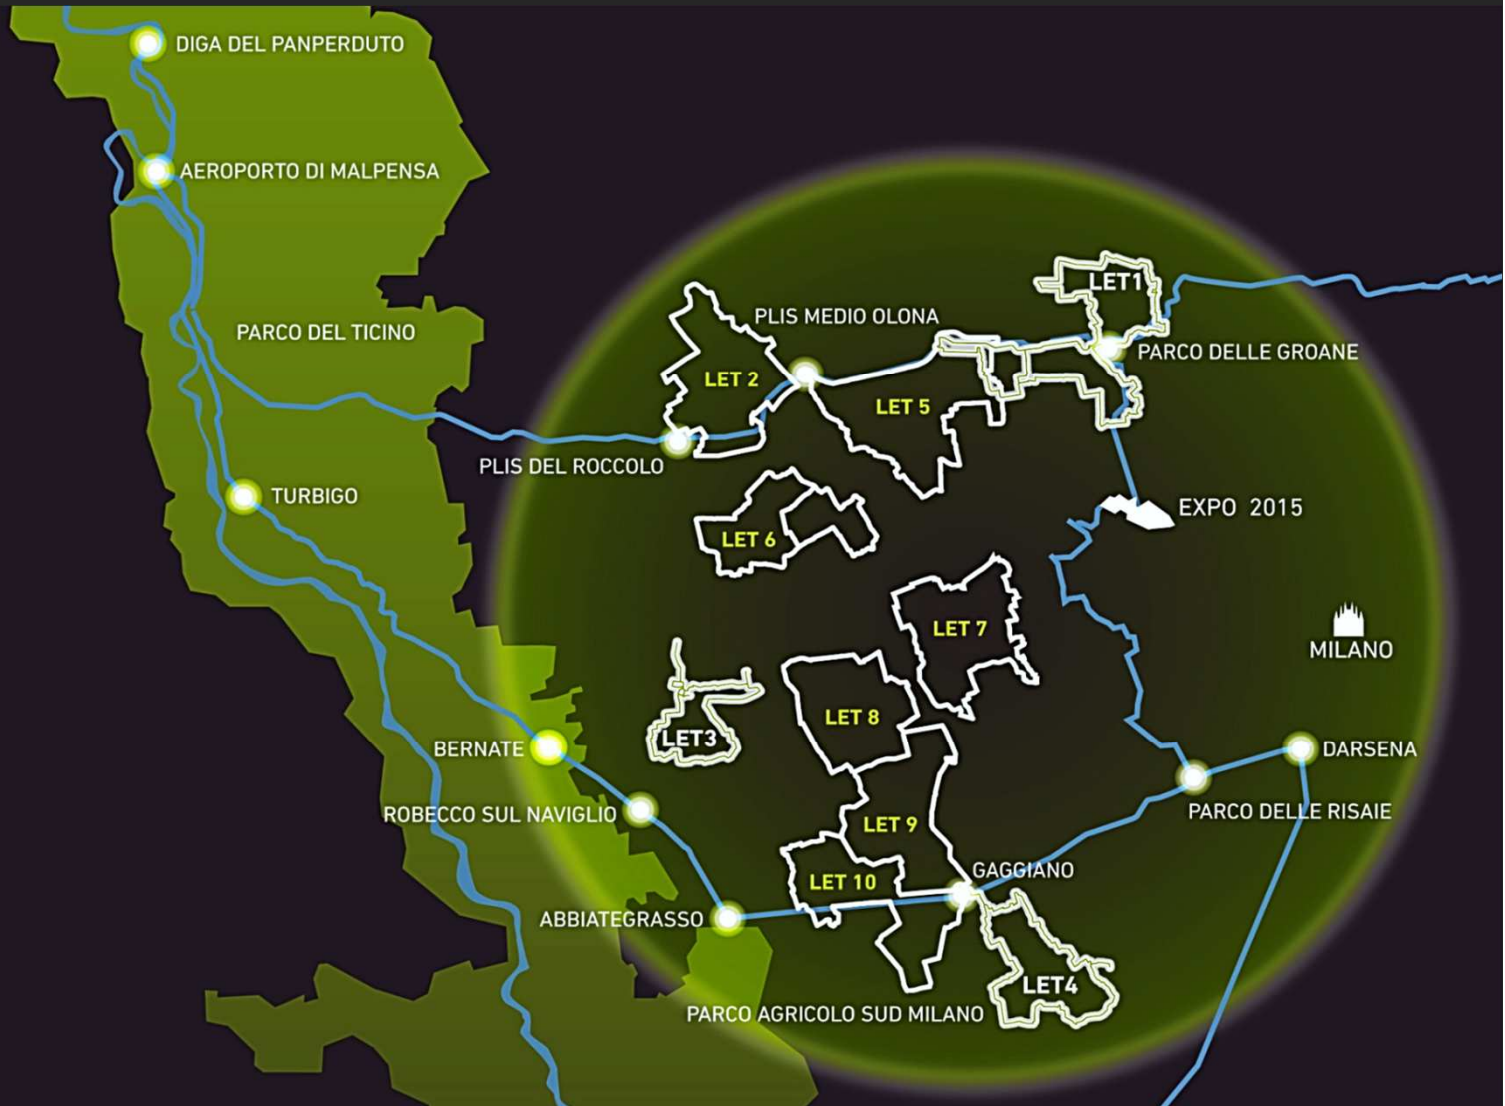 DIGA DEL PANPERDUTO
AEROPORTO DI MALPENSA
LET1
PLIS MEDIO OLONA
PARCO DEL TICINO
PARCO DELLE GROANE
LET 2
LET 5
PLIS DEL ROCCOLO
TURBIGO
EXPO 2015
LET 6
LET 7
MILANO
LET 8
LET3
BERNATE
DARSENA
ROBECCO SUL NAVIGLIO
PARCO DELLE RISAIE
LET 9
GAGGIANO
LET 10
ABBIATEGRASSO
LET4
PARCO AGRICOLO SUD MILANO